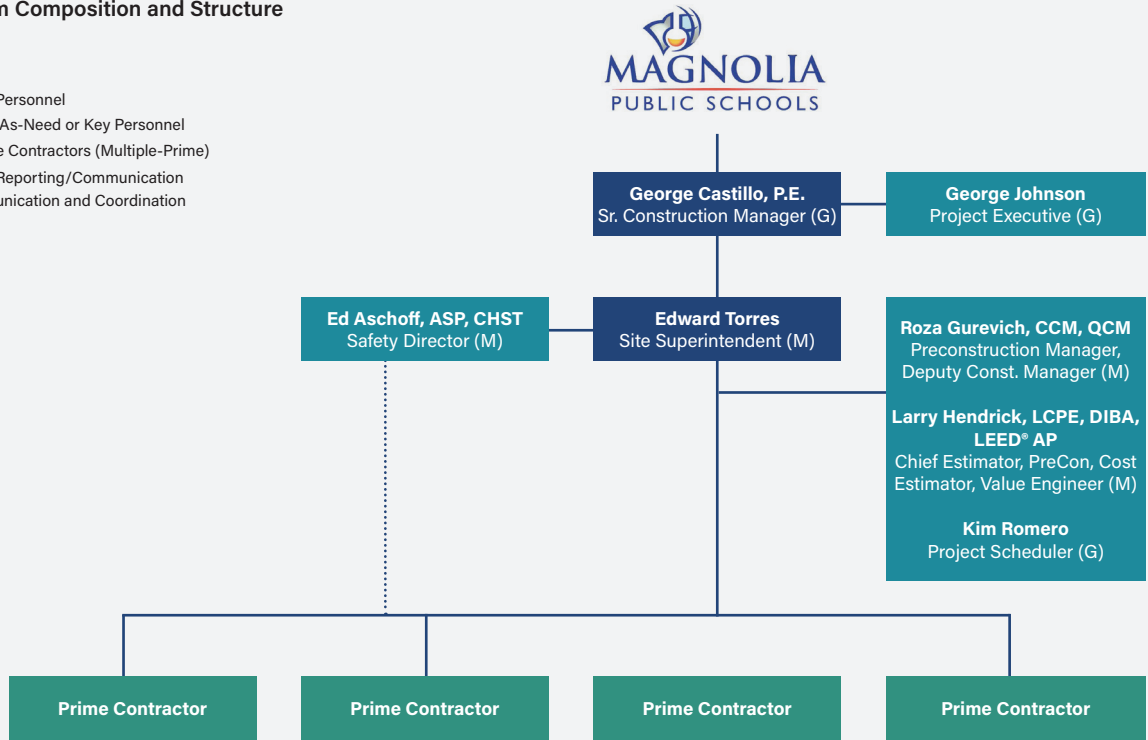 m Composition and Structure
MAGNOLIA
PUBLIC SCHOOLS
Personnel
As-Need or Key Personnel
e Contractors (Multiple-Prime)
Reporting/Communication
unication and Coordination
George Castillo, P.E.
Sr. Construction Manager (G)
George Johnson
Project Executive (G)
Ed Aschoff, ASP, CHST
Safety Director (M)
Edward Torres
Site Superintendent (M)
Roza Gurevich, CCM, QCM
Preconstruction Manager,
Deputy Const. Manager (M)
Larry Hendrick, LCPE, DIBA,
LEED® AP
Chief Estimator, PreCon, Cost
Estimator, Value Engineer (M)
Kim Romero
Project Scheduler (G)
Prime Contractor
Prime Contractor
Prime Contractor
Prime Contractor